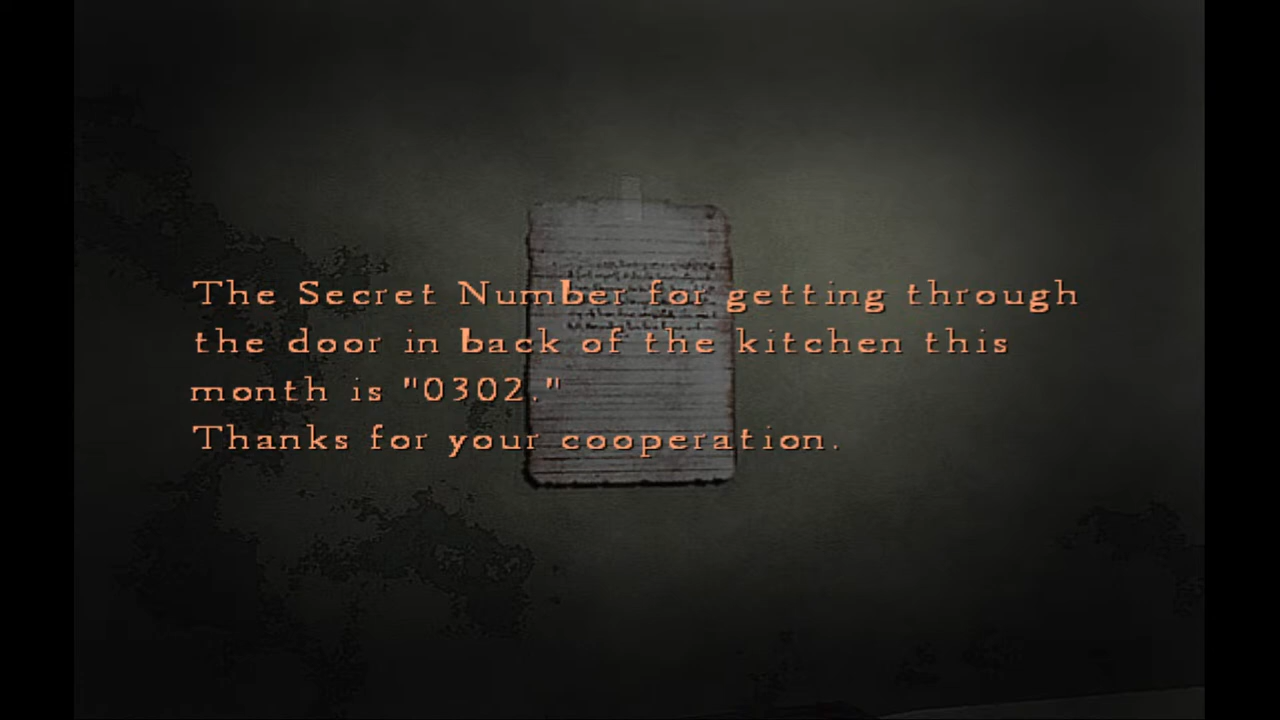 The Secret Number for getting through
the door in back of the kitchen this
month is "0302."
Thanks for your cooperation.